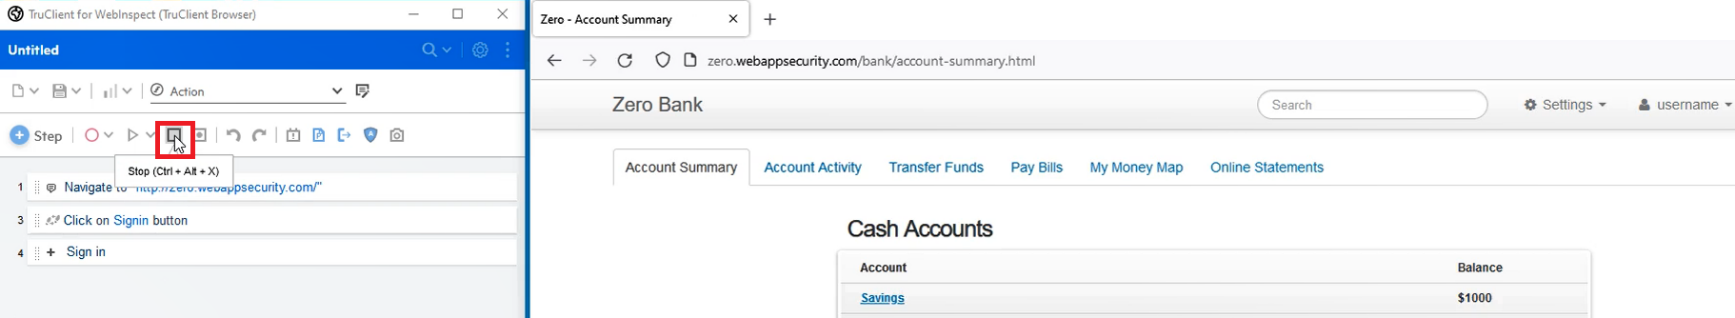 TruClient for WebInspect (TruClient Browser)
Untitled
Action
Step
Stop (Ctrl + Alt + X)
1 Navigate to "http://zero.webappsecurity.com/"
3 Click on Signin button
4 Sign in
Zero - Account Summary
zero.webappsecurity.com/bank/account-summary.html
Zero Bank Search Settings username
Account Summary Account Activity Transfer Funds Pay Bills My Money Map Online Statements
Cash Accounts
Account Balance
Savings $1000